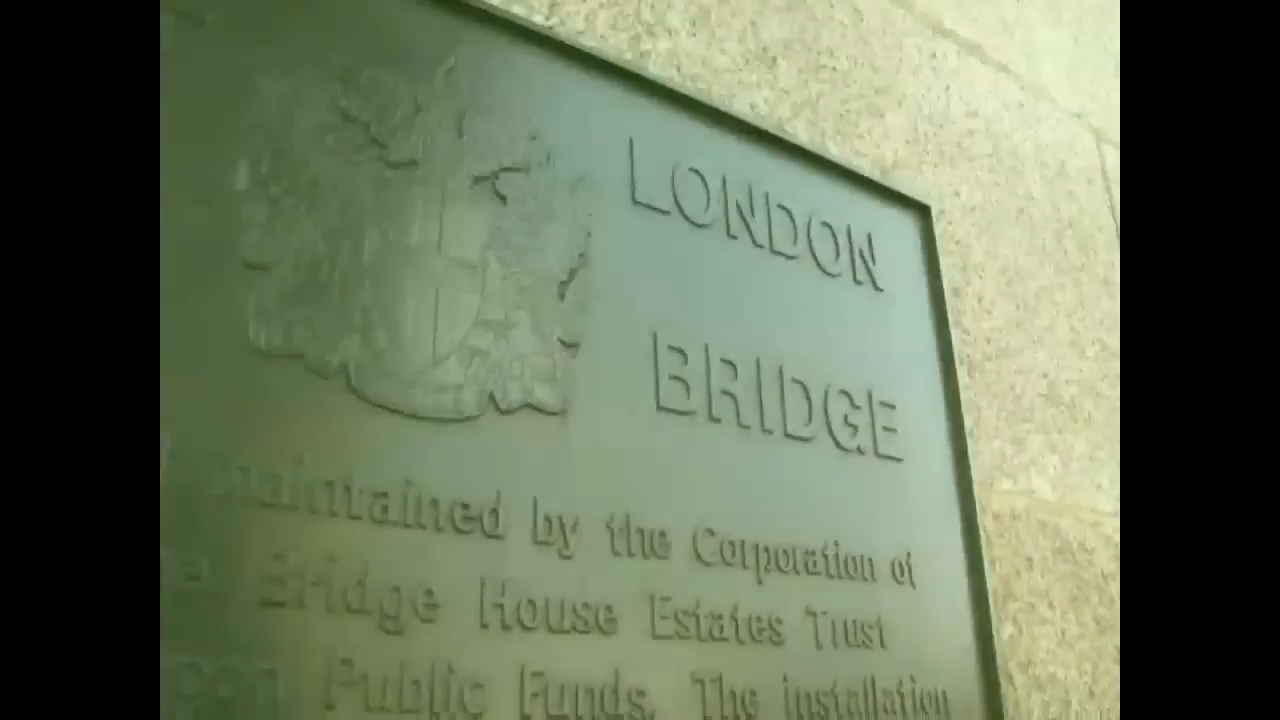 LONDON
BRIDGE
maintained by the Corporation of
Bridge House Estates Trust
Public Funds. The installation